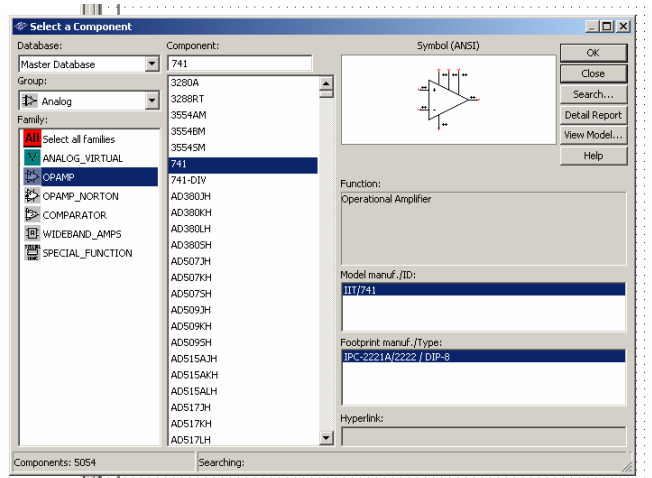 Select a Component
Database:
Master Database
Group:
Analog
Family:
All Select all families
ANALOG_VIRTUAL
OPAMP
OPAMP_NORTON
COMPARATOR
WIDEBAND_AMPS
SPECIAL_FUNCTION
Component:
741
3280A
3288RT
3554AM
3554BM
3554SM
741
741-DIV
AD380JH
AD380KH
AD380LH
AD380SH
AD507JH
AD507KH
AD507SH
AD509JH
AD509KH
AD509SH
AD515AJH
AD515AKH
AD515ALH
AD517JH
AD517KH
AD517LH
Symbol (ANSI)
Function:
Operational Amplifier
Model manuf./ID:
IIT/741
Footprint manuf./Type:
IPC-2221A/2222 / DIP-8
Hyperlink:
OK
Close
Search...
Detail Report
View Model...
Help
Components: 5054
Searching: